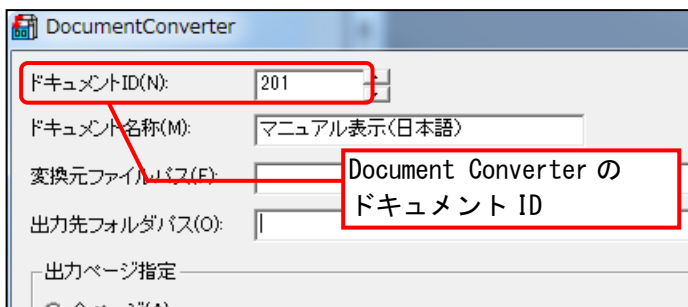 DocumentConverter
ドキュメントID(N): 201
ドキュメント名称(M): マニュアル表示(日本語)
変換元ファイルパス(F):
Document Converter の
ドキュメント ID
出力先フォルダパス(O):
出力ページ指定